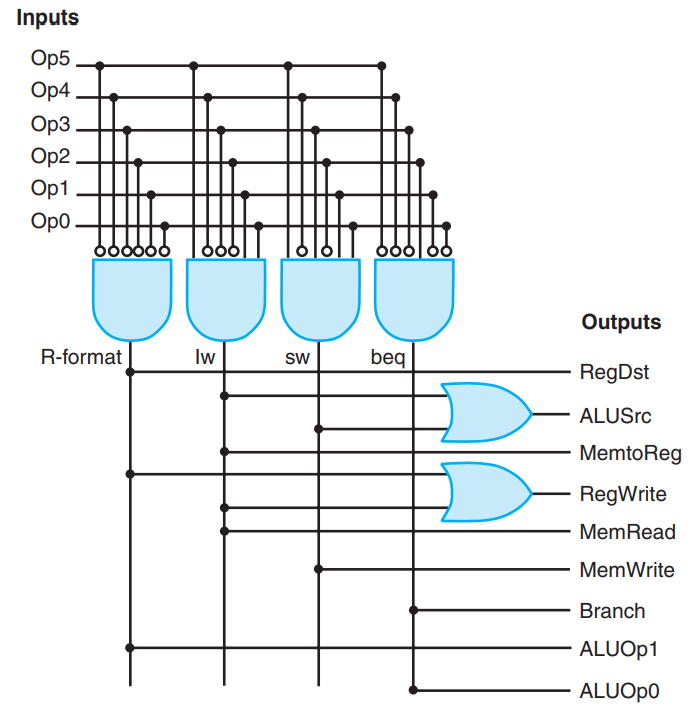 Inputs
Op5
Op4
Op3
Op2
Op1
Op0
R-format lw sw beq
Outputs
RegDst
ALUSrc
MemtoReg
RegWrite
MemRead
MemWrite
Branch
ALUOp1
ALUOp0